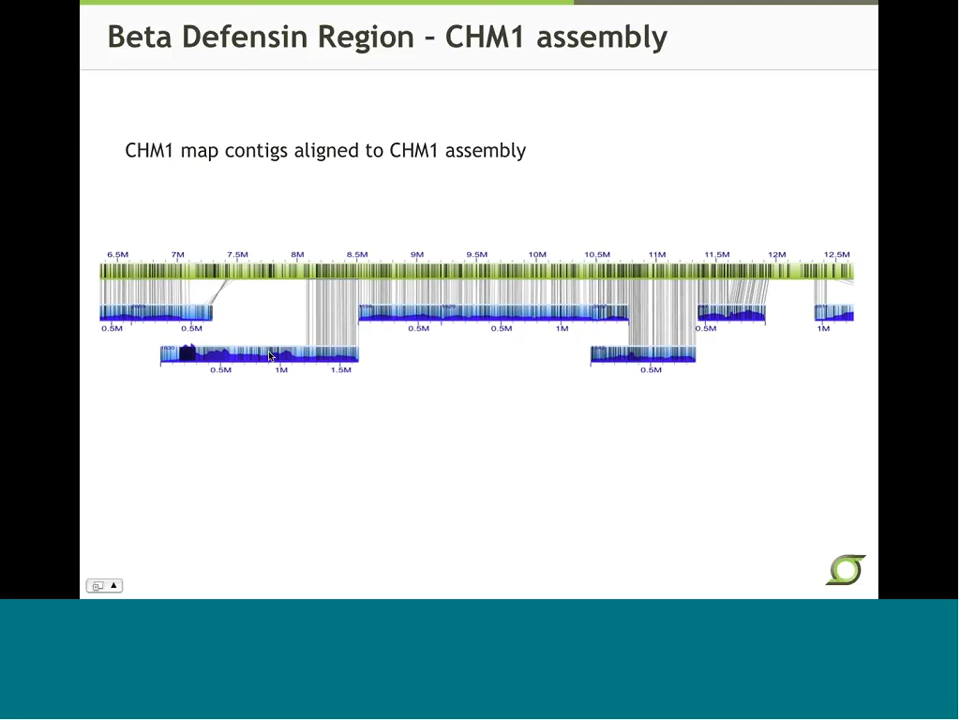 Beta Defensin Region – CHM1 assembly
CHM1 map contigs aligned to CHM1 assembly
6.5M 7M 7.5M 8M 8.5M 9M 9.5M 10M 10.5M 11M 11.5M 12M 12.5M
0.5M 0.5M 0.5M 0.5M 1M 0.5M 1M
0.5M 1M 1.5M 0.5M